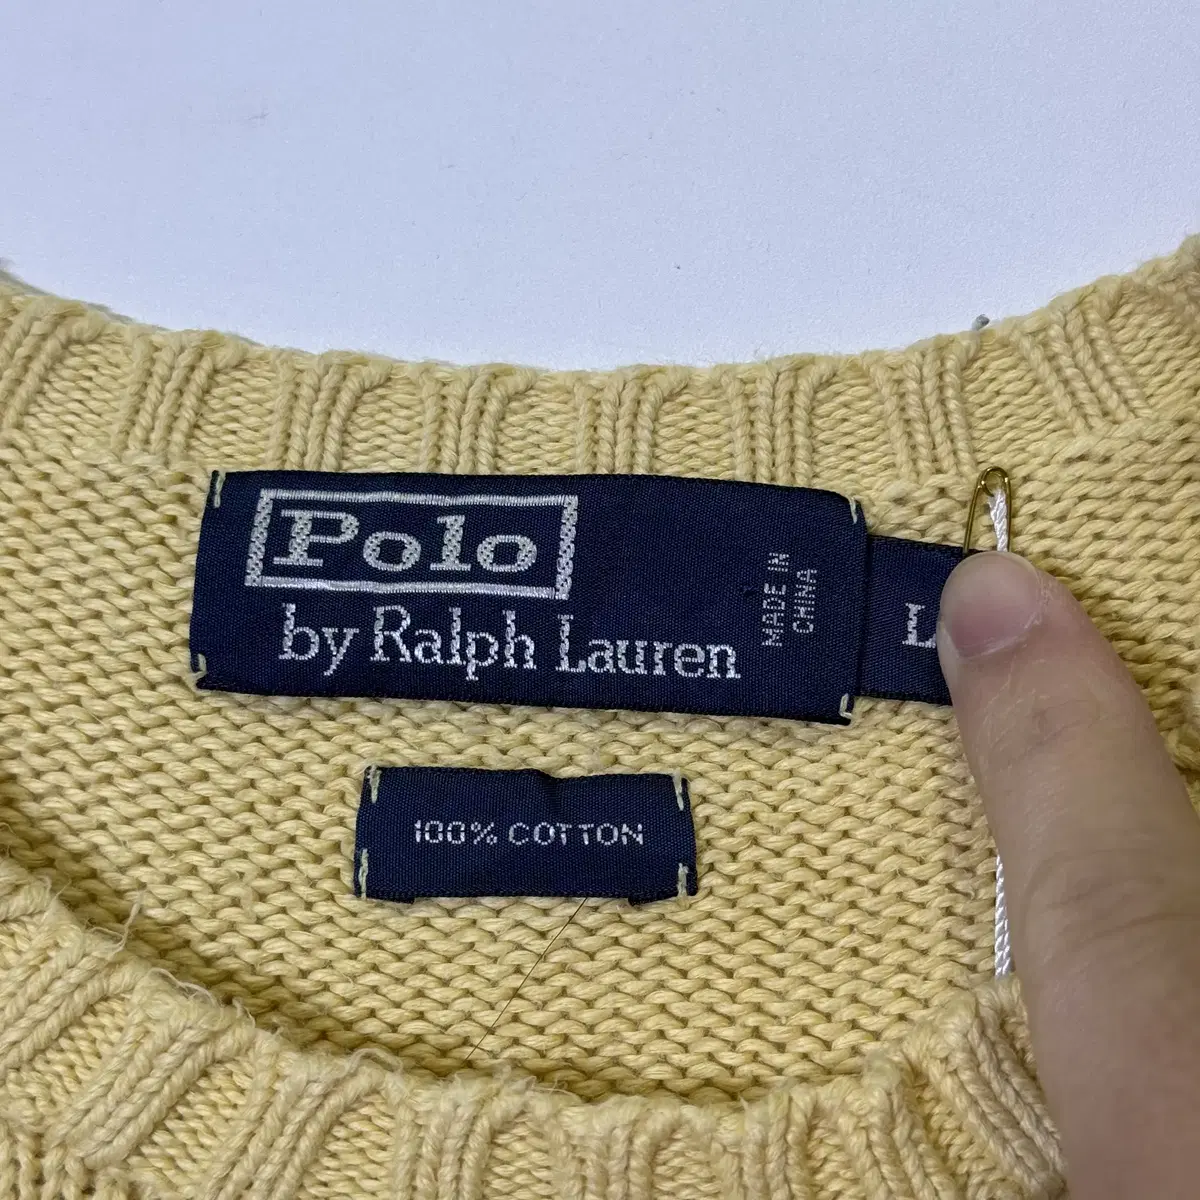 Polo
by Ralph Lauren
MADE IN
CHINA
L
100% COTTON